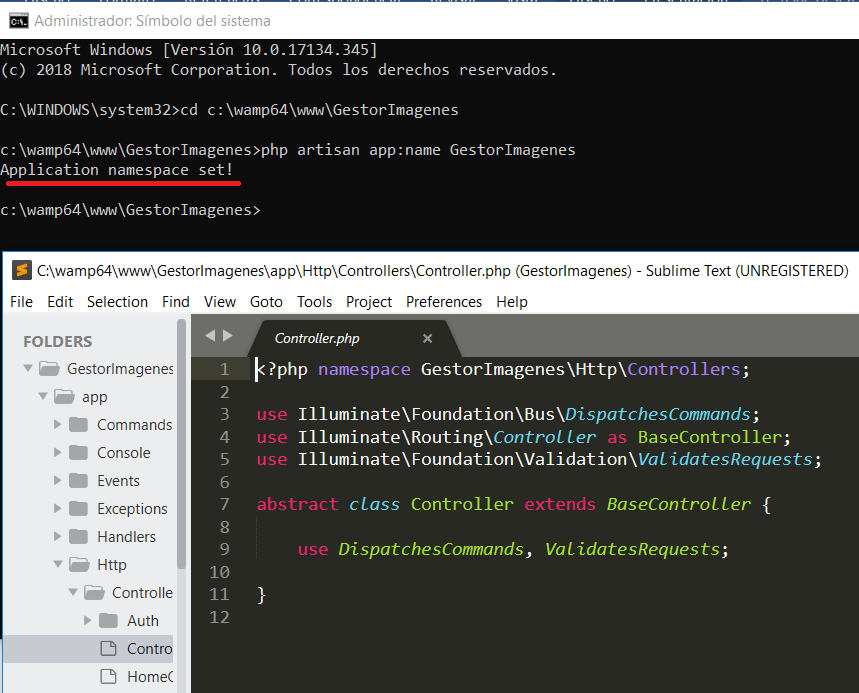 Administrador: Símbolo del sistema
Microsoft Windows [Versión 10.0.17134.345]
(c) 2018 Microsoft Corporation. Todos los derechos reservados.
C:\WINDOWS\system32>cd c:\wamp64\www\GestorImagenes
c:\wamp64\www\GestorImagenes>php artisan app:name GestorImagenes
Application namespace set!
c:\wamp64\www\GestorImagenes>
C:\wamp64\www\GestorImagenes\app\Http\Controllers\Controller.php (GestorImagenes) - Sublime Text (UNREGISTERED)
File Edit Selection Find View Goto Tools Project Preferences Help
FOLDERS
GestorImagenes
app
Commands
Console
Events
Exceptions
Handlers
Http
Controlle
Auth
Contro
HomeC
Controller.php ×
1 <?php namespace GestorImagenes\Http\Controllers;
2
3 use Illuminate\Foundation\Bus\DispatchesCommands;
4 use Illuminate\Routing\Controller as BaseController;
5 use Illuminate\Foundation\Validation\ValidatesRequests;
6
7 abstract class Controller extends BaseController {
8
9 use DispatchesCommands, ValidatesRequests;
10
11 }
12